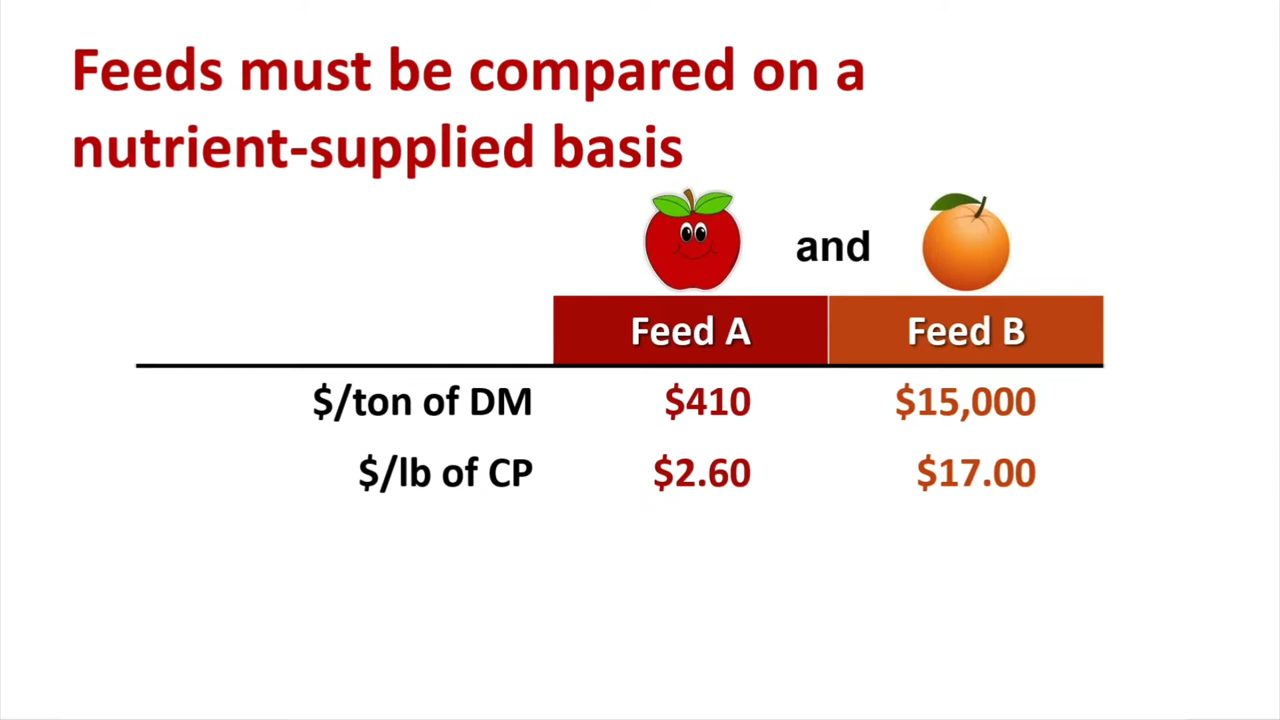 Feeds must be compared on a
nutrient-supplied basis
and
Feed A Feed B
$/ton of DM $410 $15,000
$/lb of CP $2.60 $17.00